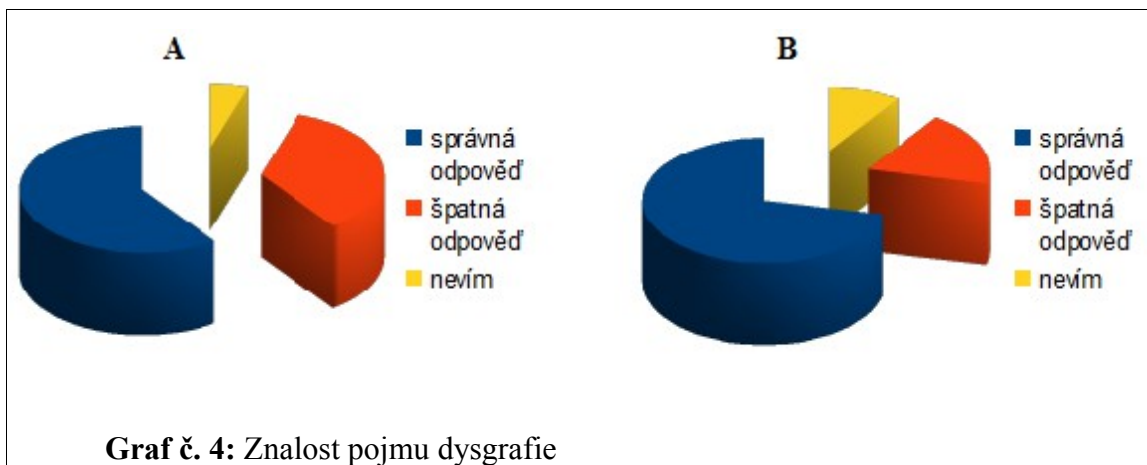 A
správná
odpověď
špatná
odpověď
nevím
B
správná
odpověď
špatná
odpověď
nevím
Graf č. 4: Znalost pojmu dysgrafie